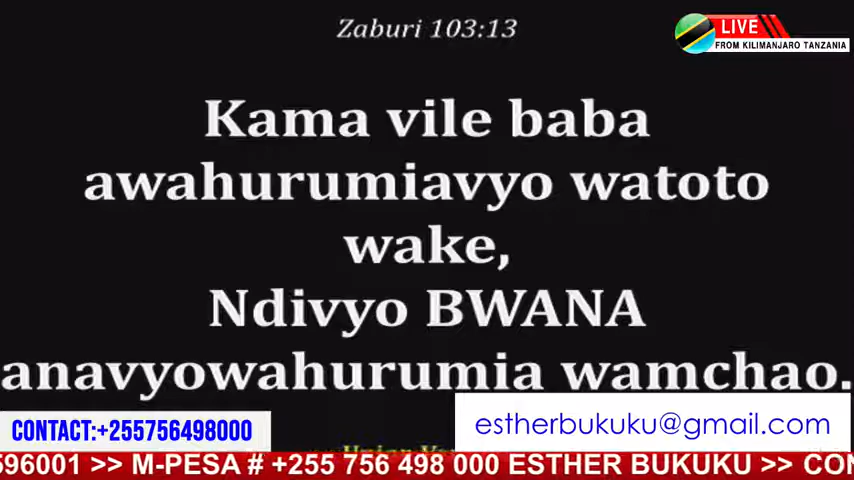 Zaburi 103:13
LIVE
FROM KILIMANJARO TANZANIA
Kama vile baba
awahurumiavyo watoto
wake,
Ndivyo BWANA
anavyowahurumia wamchao.
CONTACT:+255756498000
estherbukuku@gmail.com
596001 >> M-PESA # +255 756 498 000 ESTHER BUKUKU >> CON